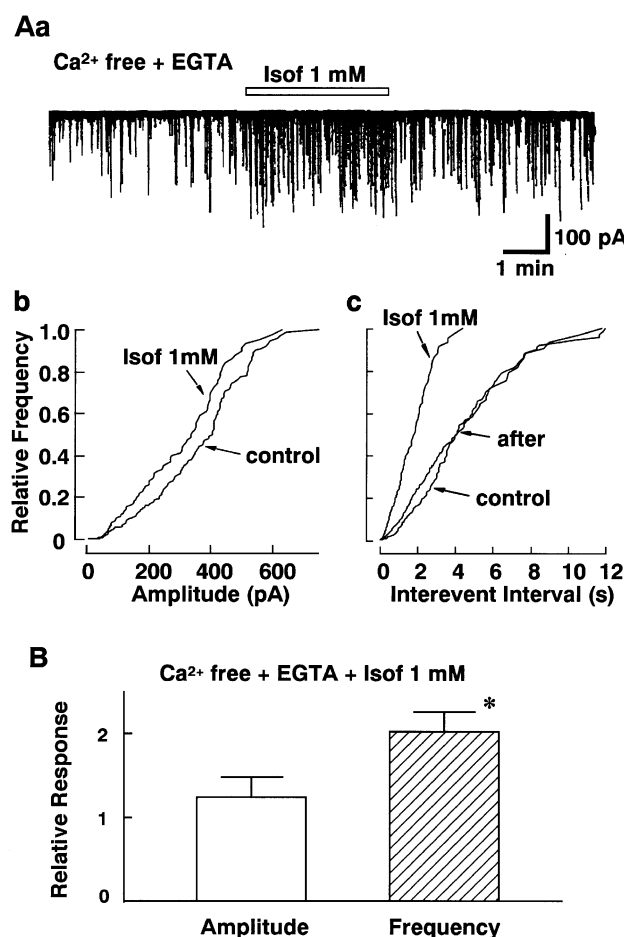 Aa
Ca²⁺ free + EGTA
Isof 1 mM
100 pA
1 min
b
Relative Frequency
1.0
0.8
0.6
0.4
0.2
0
Isof 1mM
control
0 200 400 600
Amplitude (pA)
c
Isof 1mM
after
control
0 2 4 6 8 10 12
Interevent Interval (s)
B
Ca²⁺ free + EGTA + Isof 1 mM
Relative Response
2
1
0
*
Amplitude Frequency